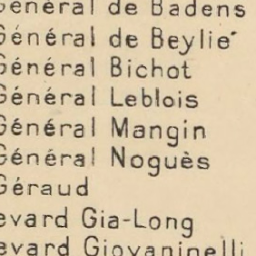 Général de Badens
Général de Beylié
Général Bichot
Général Leblois
Général Mangin
Général Noguès
Géraud
evard Gia-Long
evard Giovaninelli